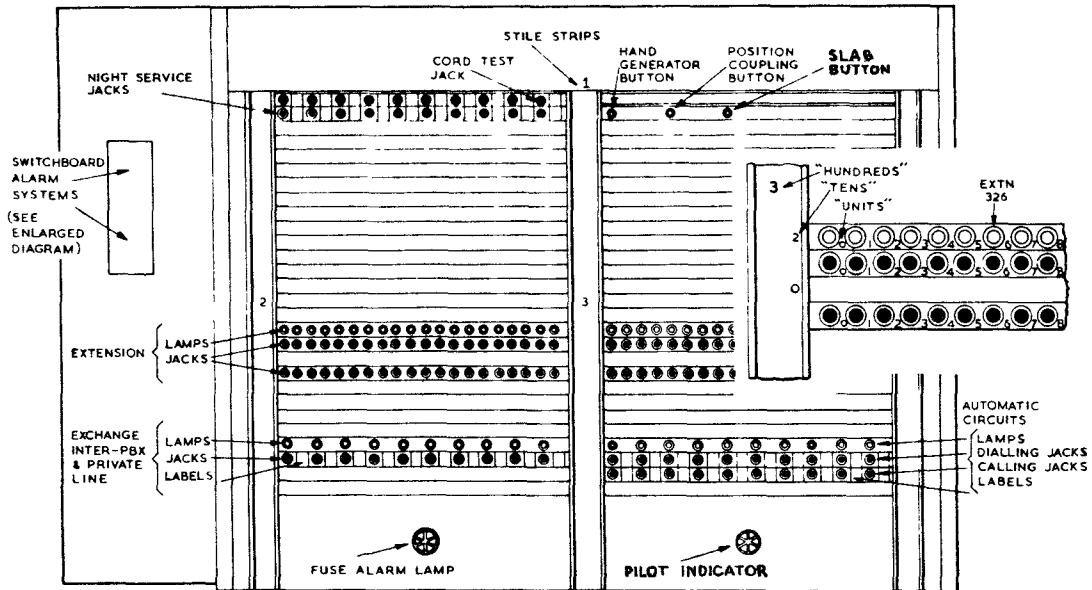 STILE STRIPS
1
CORD TEST
JACK
HAND
GENERATOR
BUTTON
POSITION
COUPLING
BUTTON
SLAB
BUTTON
NIGHT SERVICE
JACKS
SWITCHBOARD
ALARM
SYSTEMS
(SEE
ENLARGED
DIAGRAM)
"HUNDREDS"
"TENS"
"UNITS"
EXTN
326
3
2
0 1 2 3 4 5 6 7 8
0 1 2 3 4 5 6 7 8
0
0 1 2 3 4 5 6 7 8
2
3
EXTENSION
LAMPS
JACKS
EXCHANGE
INTER-PBX
& PRIVATE
LINE
LAMPS
JACKS
LABELS
AUTOMATIC
CIRCUITS
LAMPS
DIALLING JACKS
CALLING JACKS
LABELS
FUSE ALARM LAMP
PILOT INDICATOR